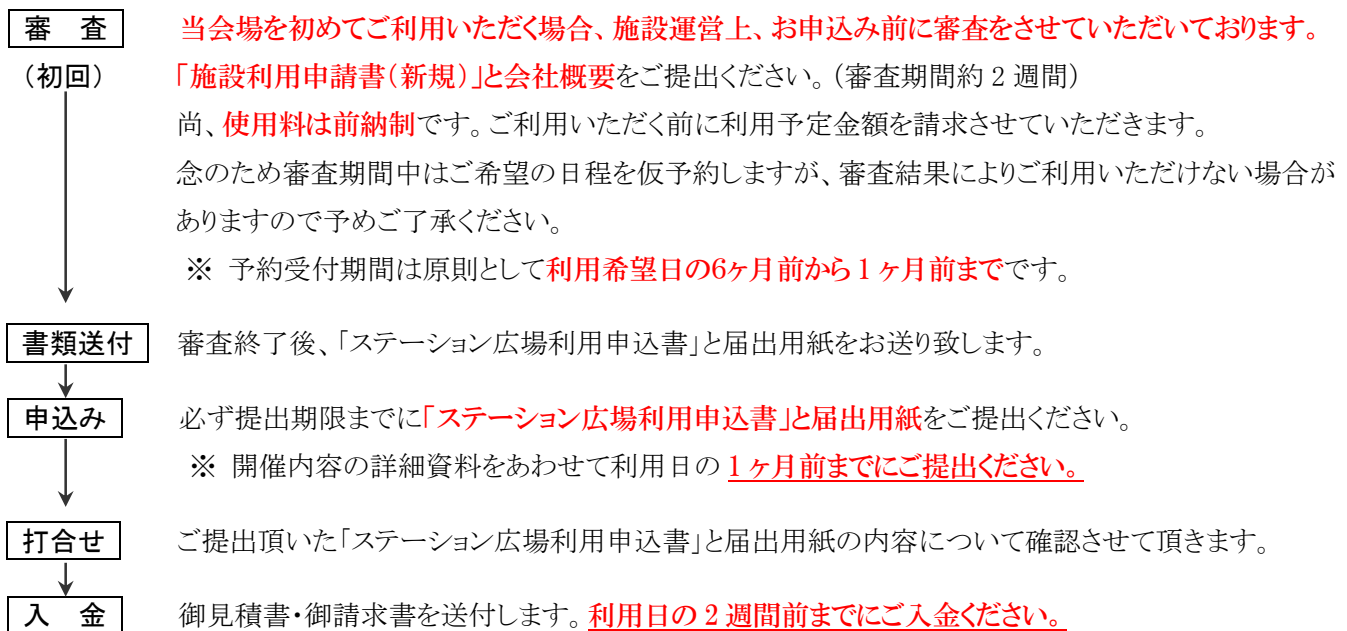 審　査　当会場を初めてご利用いただく場合、施設運営上、お申込み前に審査をさせていただいております。
（初回）　「施設利用申請書（新規）」と会社概要をご提出ください。（審査期間約２週間）
尚、使用料は前納制です。ご利用いただく前に利用予定金額を請求させていただきます。
念のため審査期間中はご希望の日程を仮予約しますが、審査結果によりご利用いただけない場合が
ありますので予めご了承ください。
※ 予約受付期間は原則として利用希望日の6ヶ月前から１ヶ月前までです。
書類送付　審査終了後、「ステーション広場利用申込書」と届出用紙をお送り致します。
申込み　必ず提出期限までに「ステーション広場利用申込書」と届出用紙をご提出ください。
※ 開催内容の詳細資料をあわせて利用日の１ヶ月前までにご提出ください。
打合せ　ご提出頂いた「ステーション広場利用申込書」と届出用紙の内容について確認させて頂きます。
入　金　御見積書・御請求書を送付します。利用日の２週間前までにご入金ください。